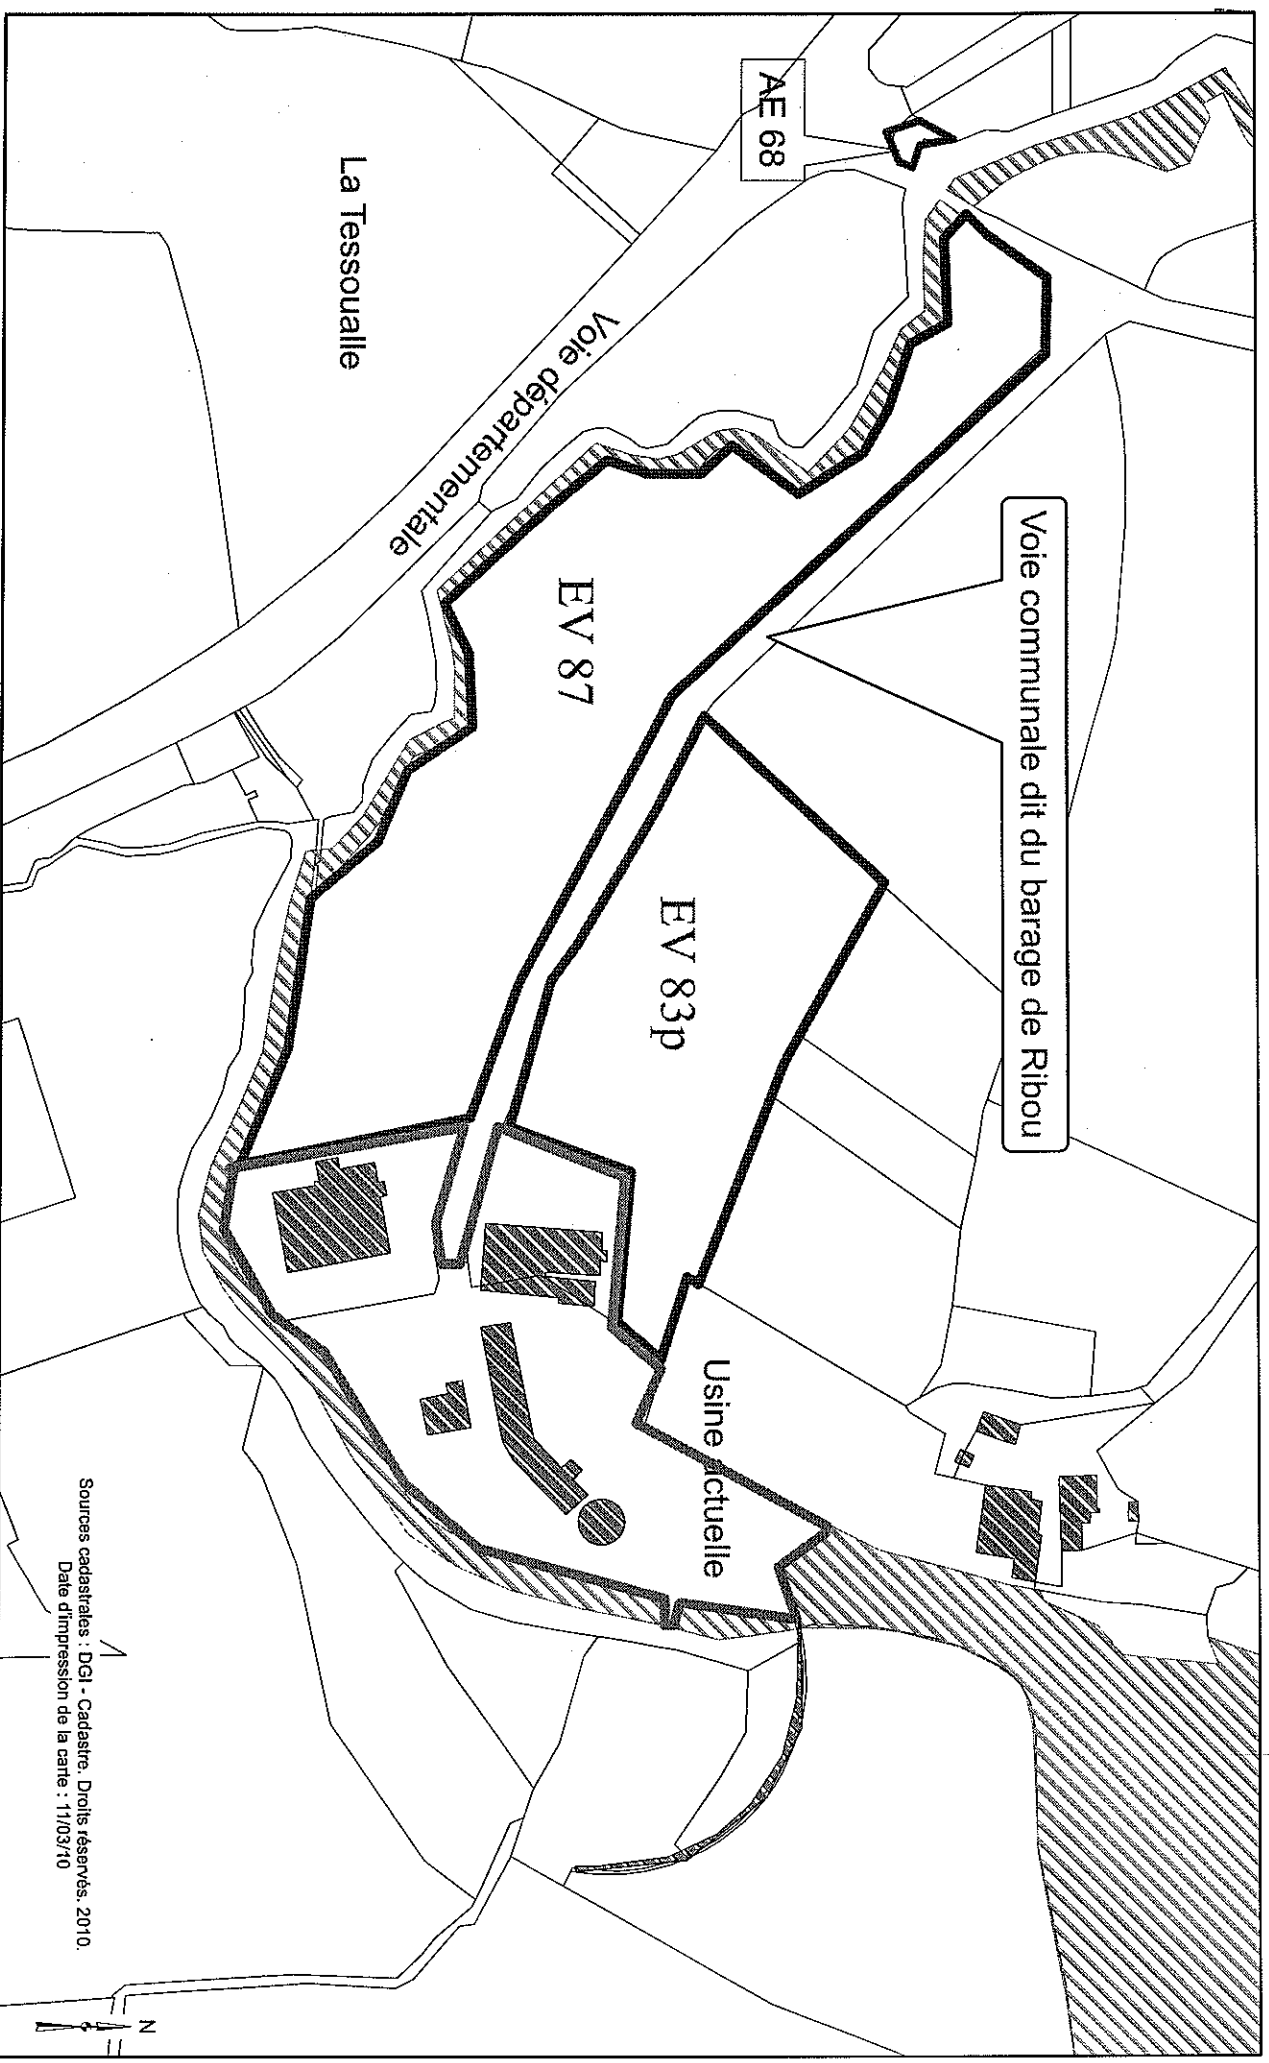 AE 68
La Tessoualle
Voie départementale
Voie communale dit du barage de Ribou
EV 87
EV 83p
Usine actuelle
Sources cadastrales : DGI - Cadastre. Droits réservés. 2010.
Date d'impression de la carte : 11/03/10
N